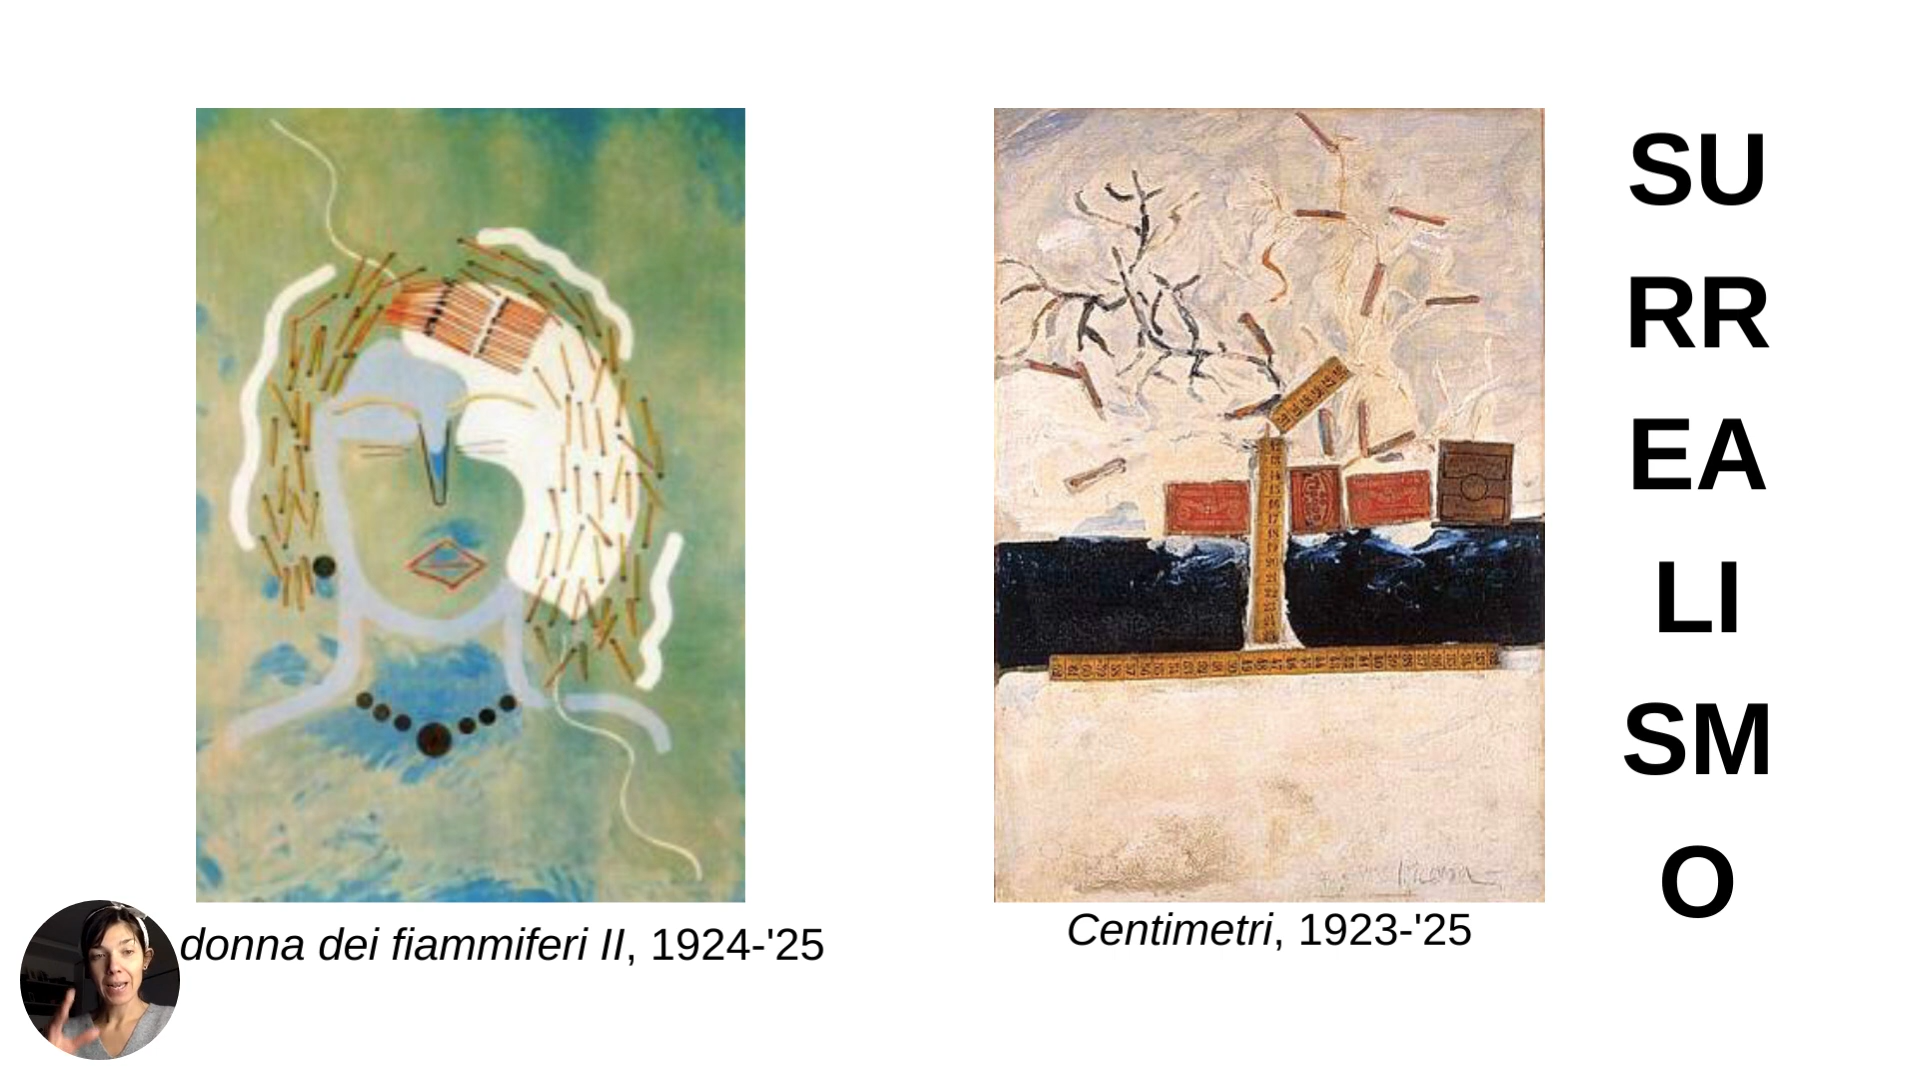 donna dei fiammiferi II, 1924-'25
Centimetri, 1923-'25
SU
RR
EA
LI
SM
O